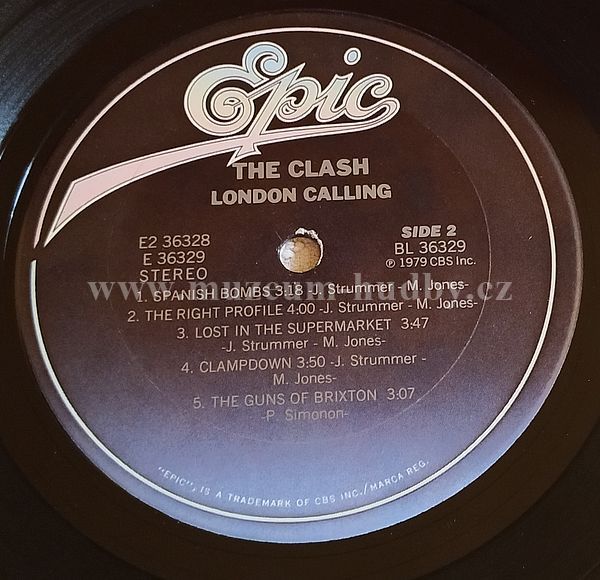 Epic
THE CLASH
LONDON CALLING
E2 36328
E 36329
STEREO
SIDE 2
BL 36329
℗ 1979 CBS Inc.
www.muzeum-hudby.cz
1. SPANISH BOMBS 3:18 -J. Strummer - M. Jones-
2. THE RIGHT PROFILE 4:00 -J. Strummer - M. Jones-
3. LOST IN THE SUPERMARKET 3:47
-J. Strummer - M. Jones-
4. CLAMPDOWN 3:50 -J. Strummer -
M. Jones-
5. THE GUNS OF BRIXTON 3:07
-P. Simonon-
"EPIC", IS A TRADEMARK OF CBS INC./MARCA REG.